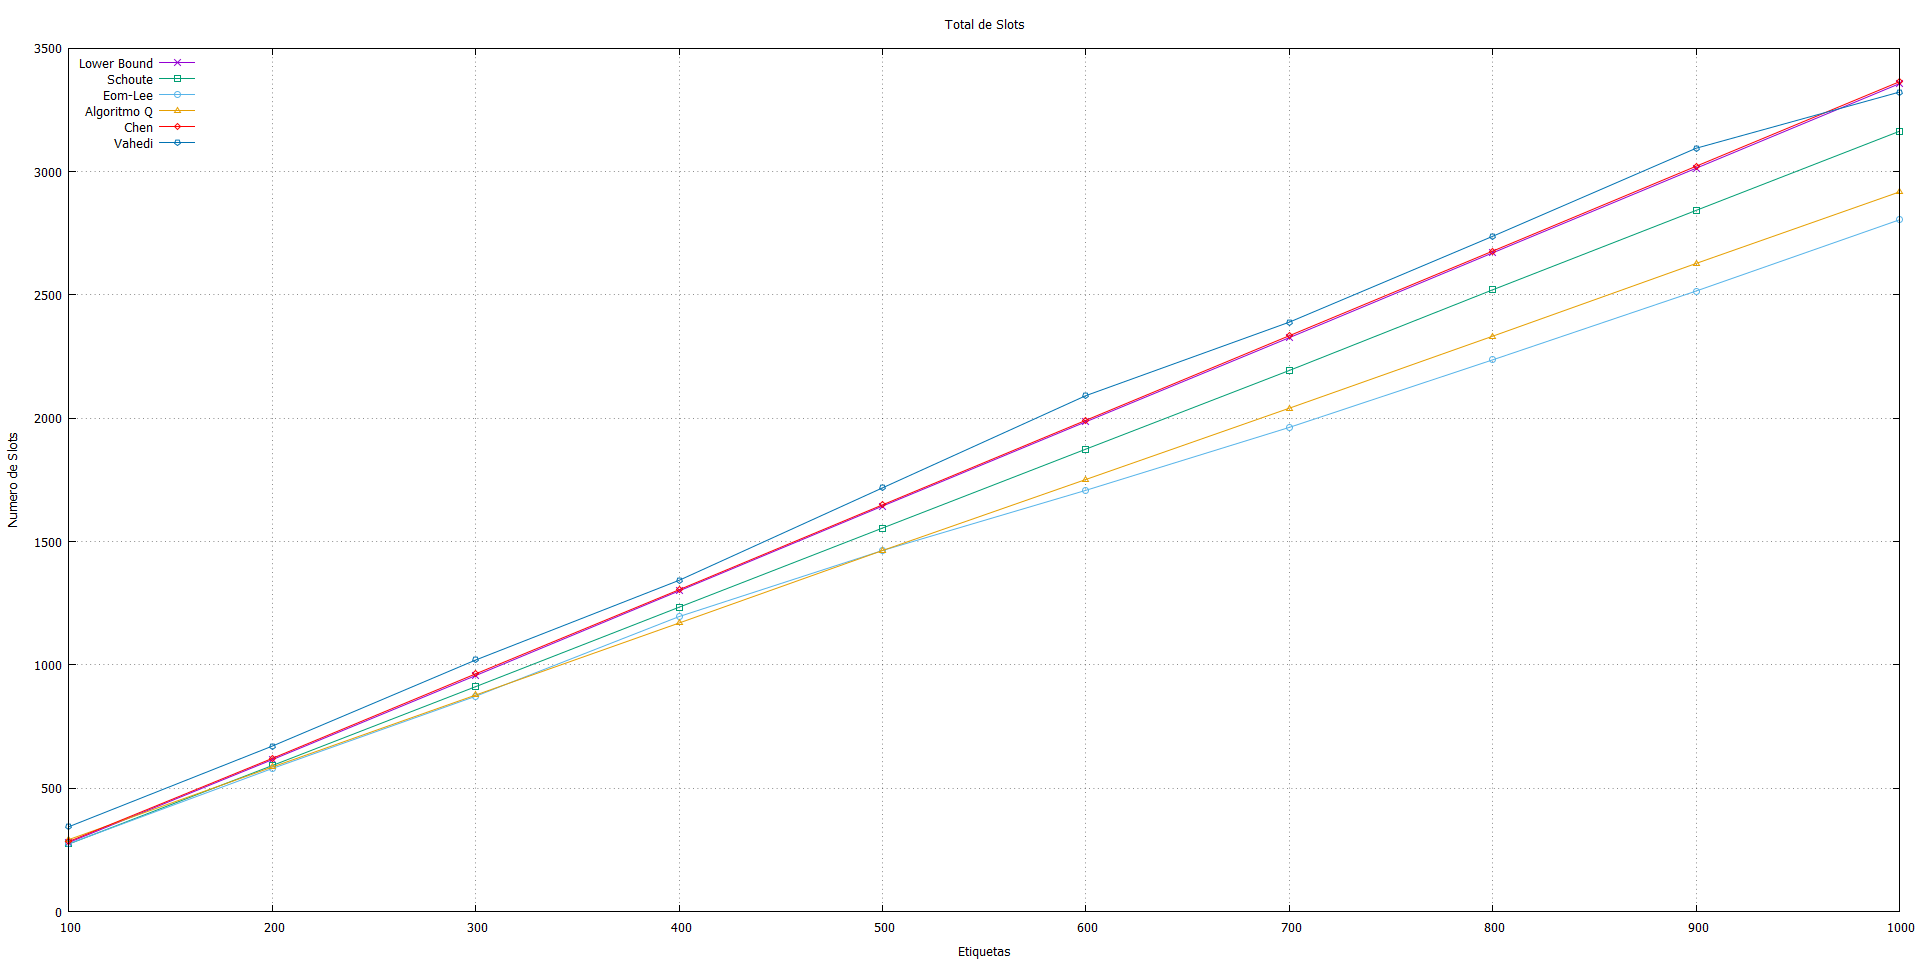 Total de Slots
3500
3000
2500
2000
1500
1000
500
0
Lower Bound
Schoute
Eom-Lee
Algoritmo Q
Chen
Vahedi
Numero de Slots
100 200 300 400 500 600 700 800 900 1000
Etiquetas